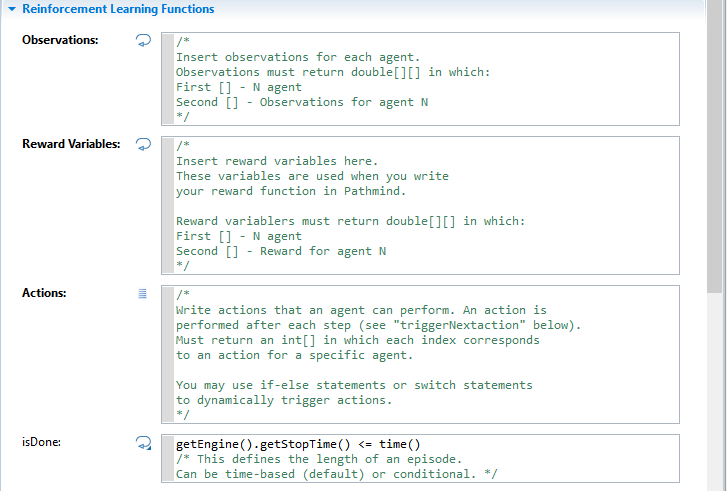 Reinforcement Learning Functions
Observations:
/*
Insert observations for each agent.
Observations must return double[][] in which:
First [] - N agent
Second [] - Observations for agent N
*/
Reward Variables:
/*
Insert reward variables here.
These variables are used when you write
your reward function in Pathmind.

Reward variablers must return double[][] in which:
First [] - N agent
Second [] - Reward for agent N
*/
Actions:
/*
Write actions that an agent can perform. An action is
performed after each step (see "triggerNextaction" below).
Must return an int[] in which each index corresponds
to an action for a specific agent.

You may use if-else statements or switch statements
to dynamically trigger actions.
*/
isDone:
getEngine().getStopTime() <= time()
/* This defines the length of an episode.
Can be time-based (default) or conditional. */